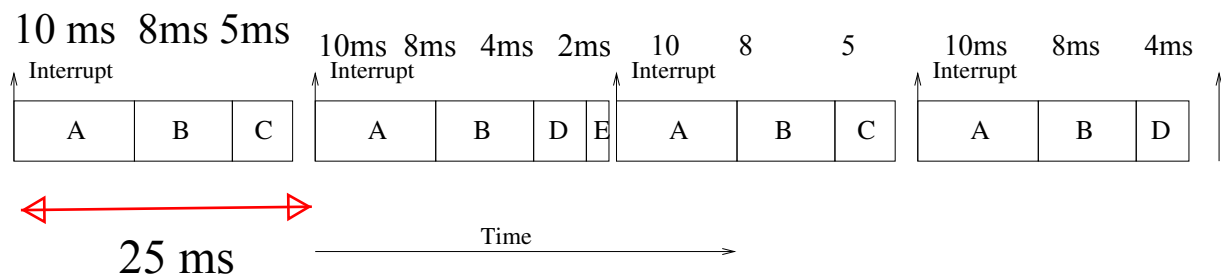 10 ms 8ms 5ms 10ms 8ms 4ms 2ms 10 8 5 10ms 8ms 4ms
Interrupt Interrupt Interrupt Interrupt
A B C A B D E A B C A B D
Time
25 ms